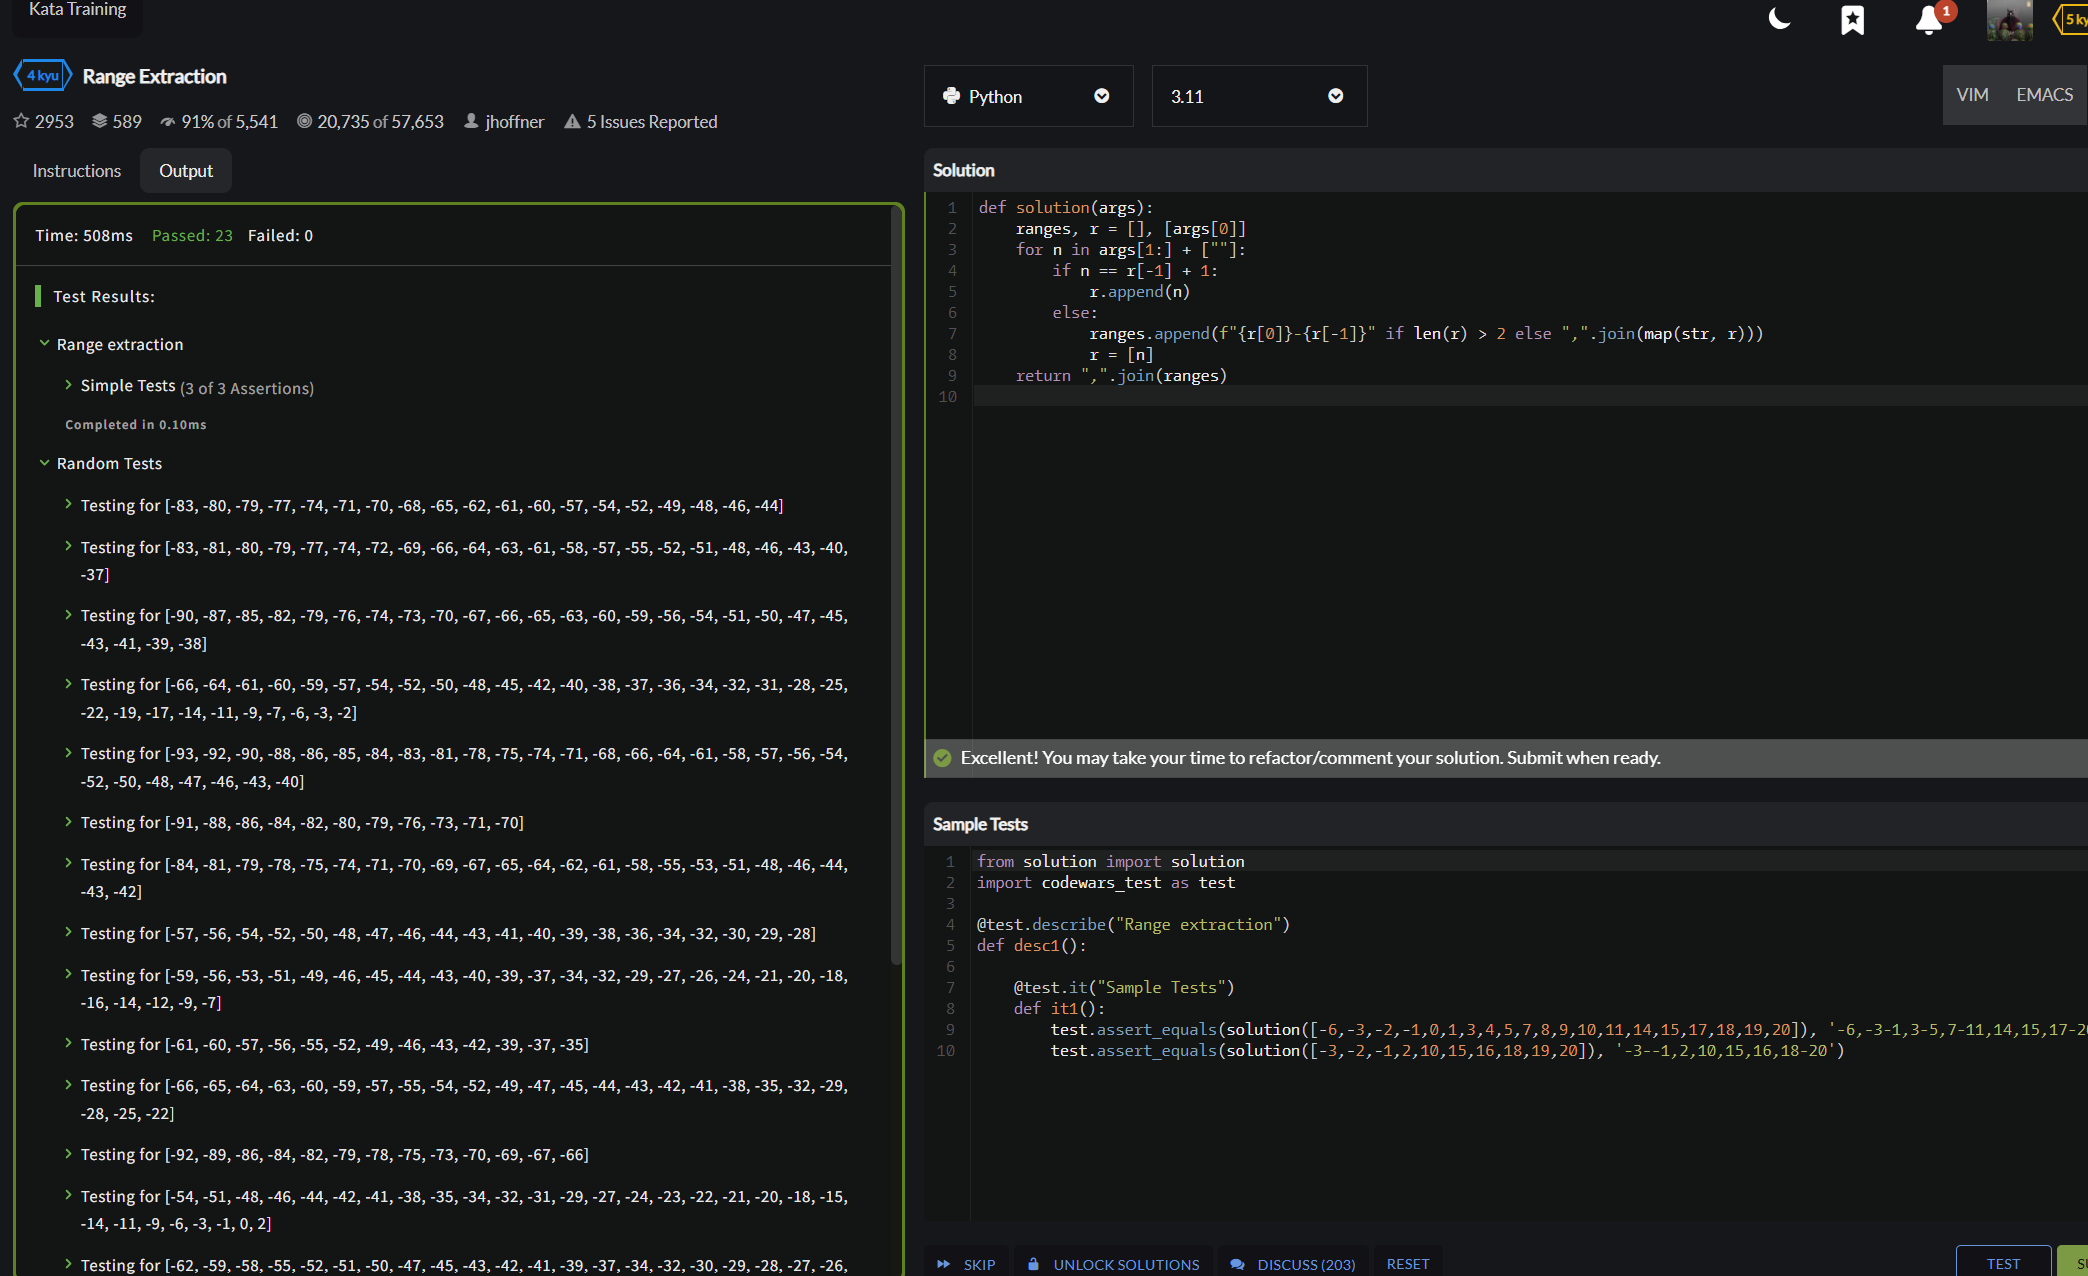 Kata Training
1
5 ky
4 kyu Range Extraction
2953 589 91% of 5,541 20,735 of 57,653 jhoffner 5 Issues Reported
Python
3.11
VIM EMACS
Instructions Output
Time: 508ms Passed: 23 Failed: 0
Test Results:
Range extraction
Simple Tests (3 of 3 Assertions)
Completed in 0.10ms
Random Tests
Testing for [-83, -80, -79, -77, -74, -71, -70, -68, -65, -62, -61, -60, -57, -54, -52, -49, -48, -46, -44]
Testing for [-83, -81, -80, -79, -77, -74, -72, -69, -66, -64, -63, -61, -58, -57, -55, -52, -51, -48, -46, -43, -40,
-37]
Testing for [-90, -87, -85, -82, -79, -76, -74, -73, -70, -67, -66, -65, -63, -60, -59, -56, -54, -51, -50, -47, -45,
-43, -41, -39, -38]
Testing for [-66, -64, -61, -60, -59, -57, -54, -52, -50, -48, -45, -42, -40, -38, -37, -36, -34, -32, -31, -28, -25,
-22, -19, -17, -14, -11, -9, -7, -6, -3, -2]
Testing for [-93, -92, -90, -88, -86, -85, -84, -83, -81, -78, -75, -74, -71, -68, -66, -64, -61, -58, -57, -56, -54,
-52, -50, -48, -47, -46, -43, -40]
Testing for [-91, -88, -86, -84, -82, -80, -79, -76, -73, -71, -70]
Testing for [-84, -81, -79, -78, -75, -74, -71, -70, -69, -67, -65, -64, -62, -61, -58, -55, -53, -51, -48, -46, -44,
-43, -42]
Testing for [-57, -56, -54, -52, -50, -48, -47, -46, -44, -43, -41, -40, -39, -38, -36, -34, -32, -30, -29, -28]
Testing for [-59, -56, -53, -51, -49, -46, -45, -44, -43, -40, -39, -37, -34, -32, -29, -27, -26, -24, -21, -20, -18,
-16, -14, -12, -9, -7]
Testing for [-61, -60, -57, -56, -55, -52, -49, -46, -43, -42, -39, -37, -35]
Testing for [-66, -65, -64, -63, -60, -59, -57, -55, -54, -52, -49, -47, -45, -44, -43, -42, -41, -38, -35, -32, -29,
-28, -25, -22]
Testing for [-92, -89, -86, -84, -82, -79, -78, -75, -73, -70, -69, -67, -66]
Testing for [-54, -51, -48, -46, -44, -42, -41, -38, -35, -34, -32, -31, -29, -27, -24, -23, -22, -21, -20, -18, -15,
-14, -11, -9, -6, -3, -1, 0, 2]
Testing for [-62, -59, -58, -55, -52, -51, -50, -47, -45, -43, -42, -41, -39, -37, -34, -32, -30, -29, -28, -27, -26,
Solution
1 def solution(args):
2     ranges, r = [], [args[0]]
3     for n in args[1:] + [""]:
4         if n == r[-1] + 1:
5             r.append(n)
6         else:
7             ranges.append(f"{r[0]}-{r[-1]}" if len(r) > 2 else ",".join(map(str, r)))
8             r = [n]
9     return ",".join(ranges)
10
Excellent! You may take your time to refactor/comment your solution. Submit when ready.
Sample Tests
1 from solution import solution
2 import codewars_test as test
3
4 @test.describe("Range extraction")
5 def desc1():
6
7     @test.it("Sample Tests")
8     def it1():
9         test.assert_equals(solution([-6,-3,-2,-1,0,1,3,4,5,7,8,9,10,11,14,15,17,18,19,20]), '-6,-3-1,3-5,7-11,14,15,17-20
10         test.assert_equals(solution([-3,-2,-1,2,10,15,16,18,19,20]), '-3--1,2,10,15,16,18-20')
SKIP UNLOCK SOLUTIONS DISCUSS (203) RESET TEST SU